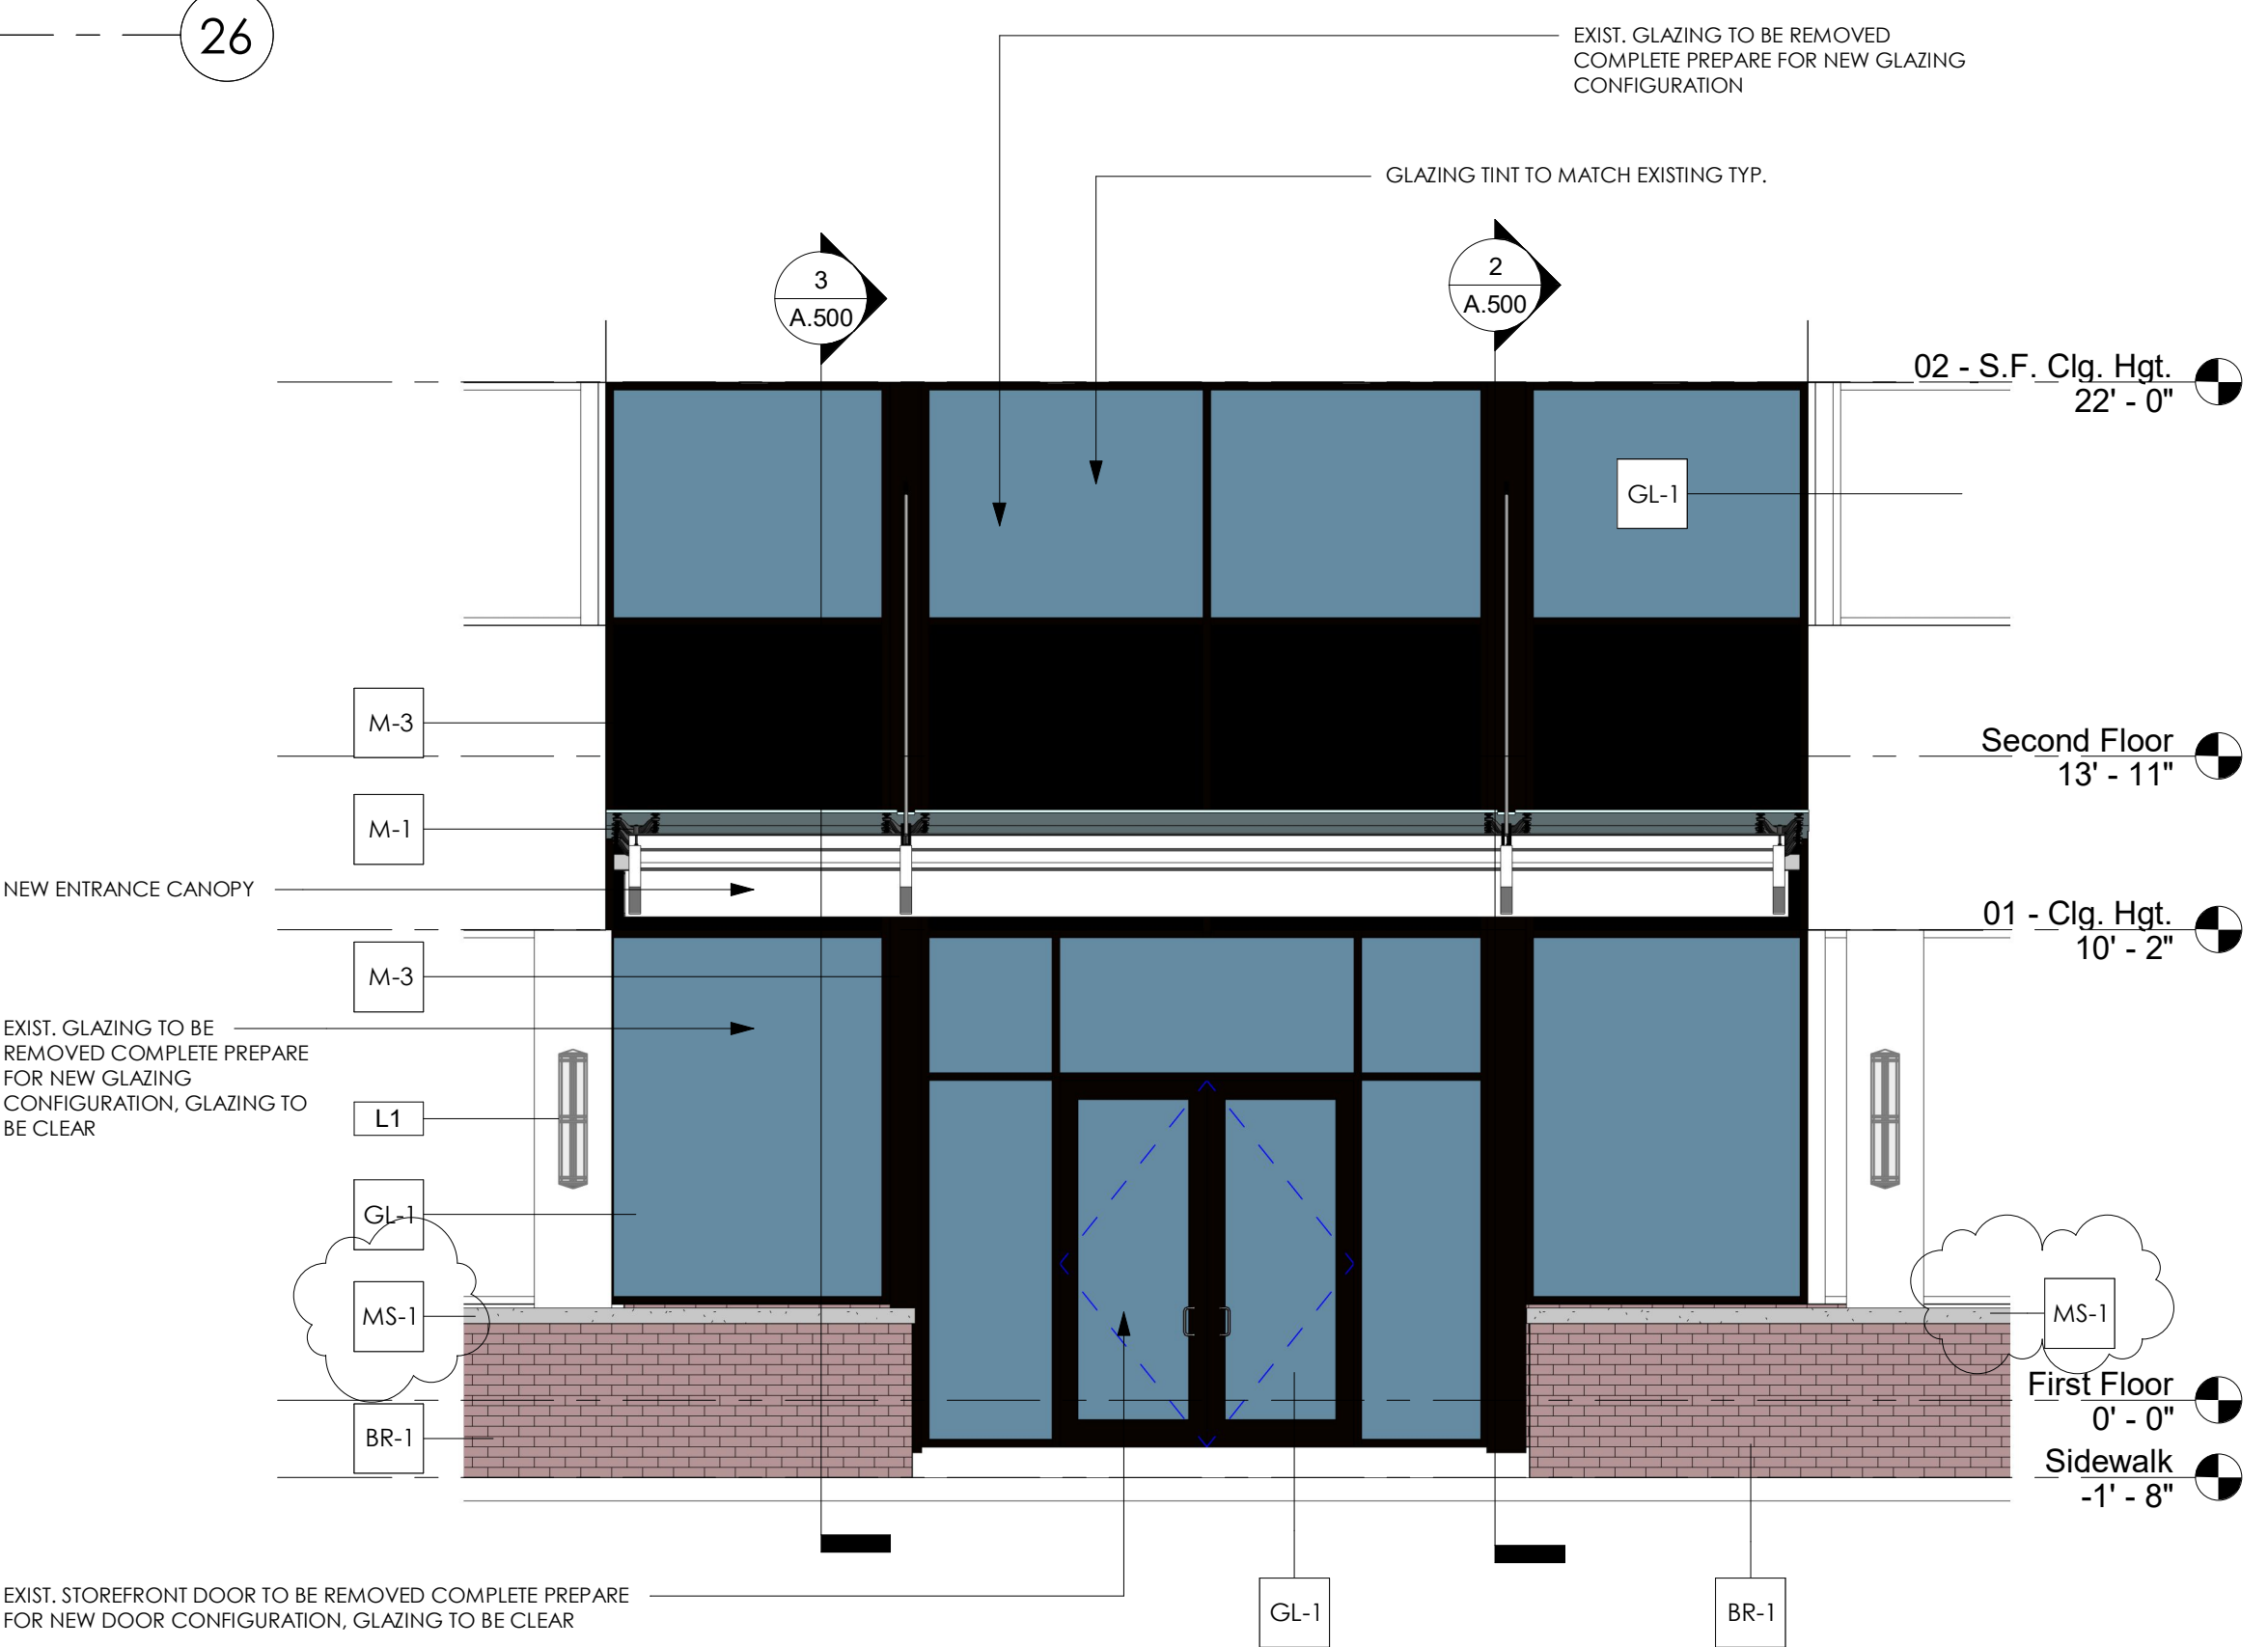 26
EXIST. GLAZING TO BE REMOVED
COMPLETE PREPARE FOR NEW GLAZING
CONFIGURATION
GLAZING TINT TO MATCH EXISTING TYP.
3
A.500
2
A.500
02 - S.F. Clg. Hgt.
22' - 0"
GL-1
M-3
Second Floor
13' - 11"
M-1
NEW ENTRANCE CANOPY
01 - Clg. Hgt.
10' - 2"
M-3
EXIST. GLAZING TO BE
REMOVED COMPLETE PREPARE
FOR NEW GLAZING
CONFIGURATION, GLAZING TO
BE CLEAR
L1
GL-1
MS-1
MS-1
First Floor
0' - 0"
BR-1
Sidewalk
-1' - 8"
EXIST. STOREFRONT DOOR TO BE REMOVED COMPLETE PREPARE
FOR NEW DOOR CONFIGURATION, GLAZING TO BE CLEAR
GL-1
BR-1